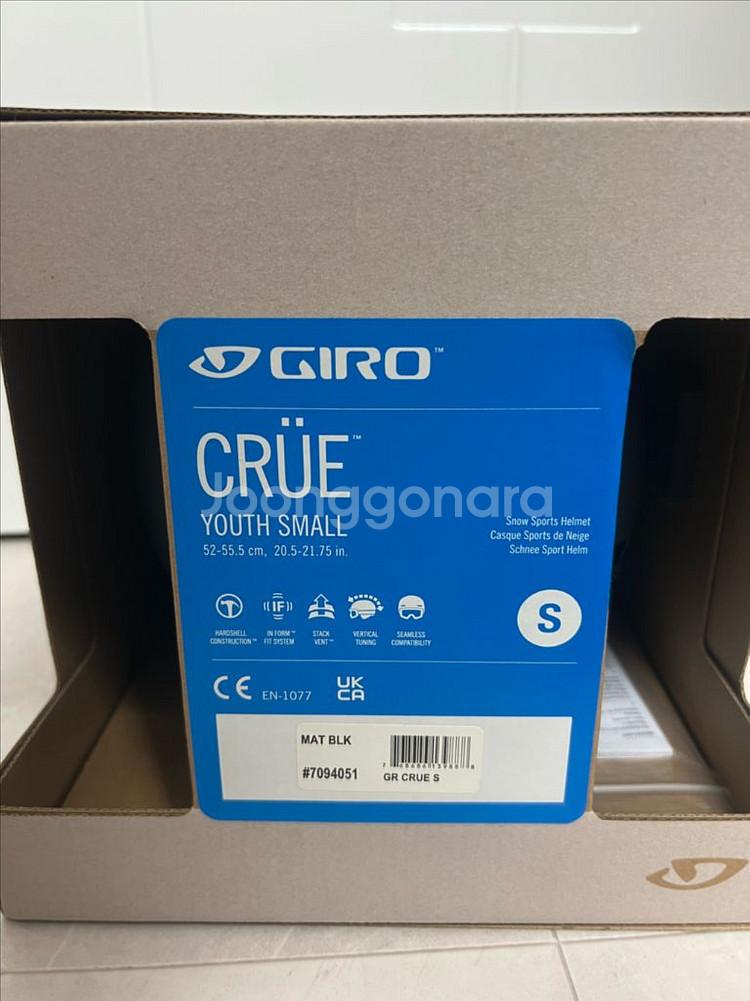 GIRO™
CRÜE™
Joonggonara
YOUTH SMALL
52-55.5 cm, 20.5-21.75 in.
Snow Sports Helmet
Casque Sports de Neige
Schnee Sport Helm
HARDSHELL CONSTRUCTION™
IF
IN FORM™ FIT SYSTEM
STACK VENT™
VERTICAL TUNING
SEAMLESS COMPATIBILITY
S
CE EN-1077
UK
CA
MAT BLK
#7094051
GR CRUE S